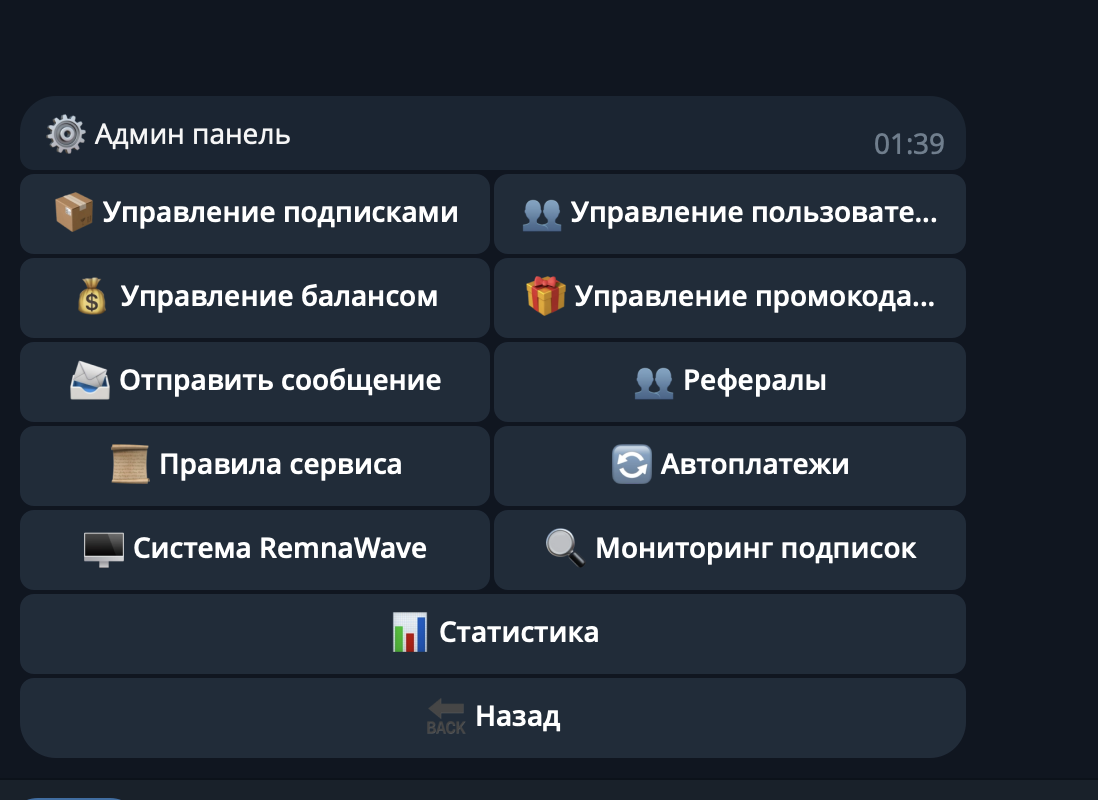 Админ панель
01:39
Управление подписками
Управление пользовате...
Управление балансом
Управление промокода...
Отправить сообщение
Рефералы
Правила сервиса
Автоплатежи
Система RemnaWave
Мониторинг подписок
Статистика
BACK Назад